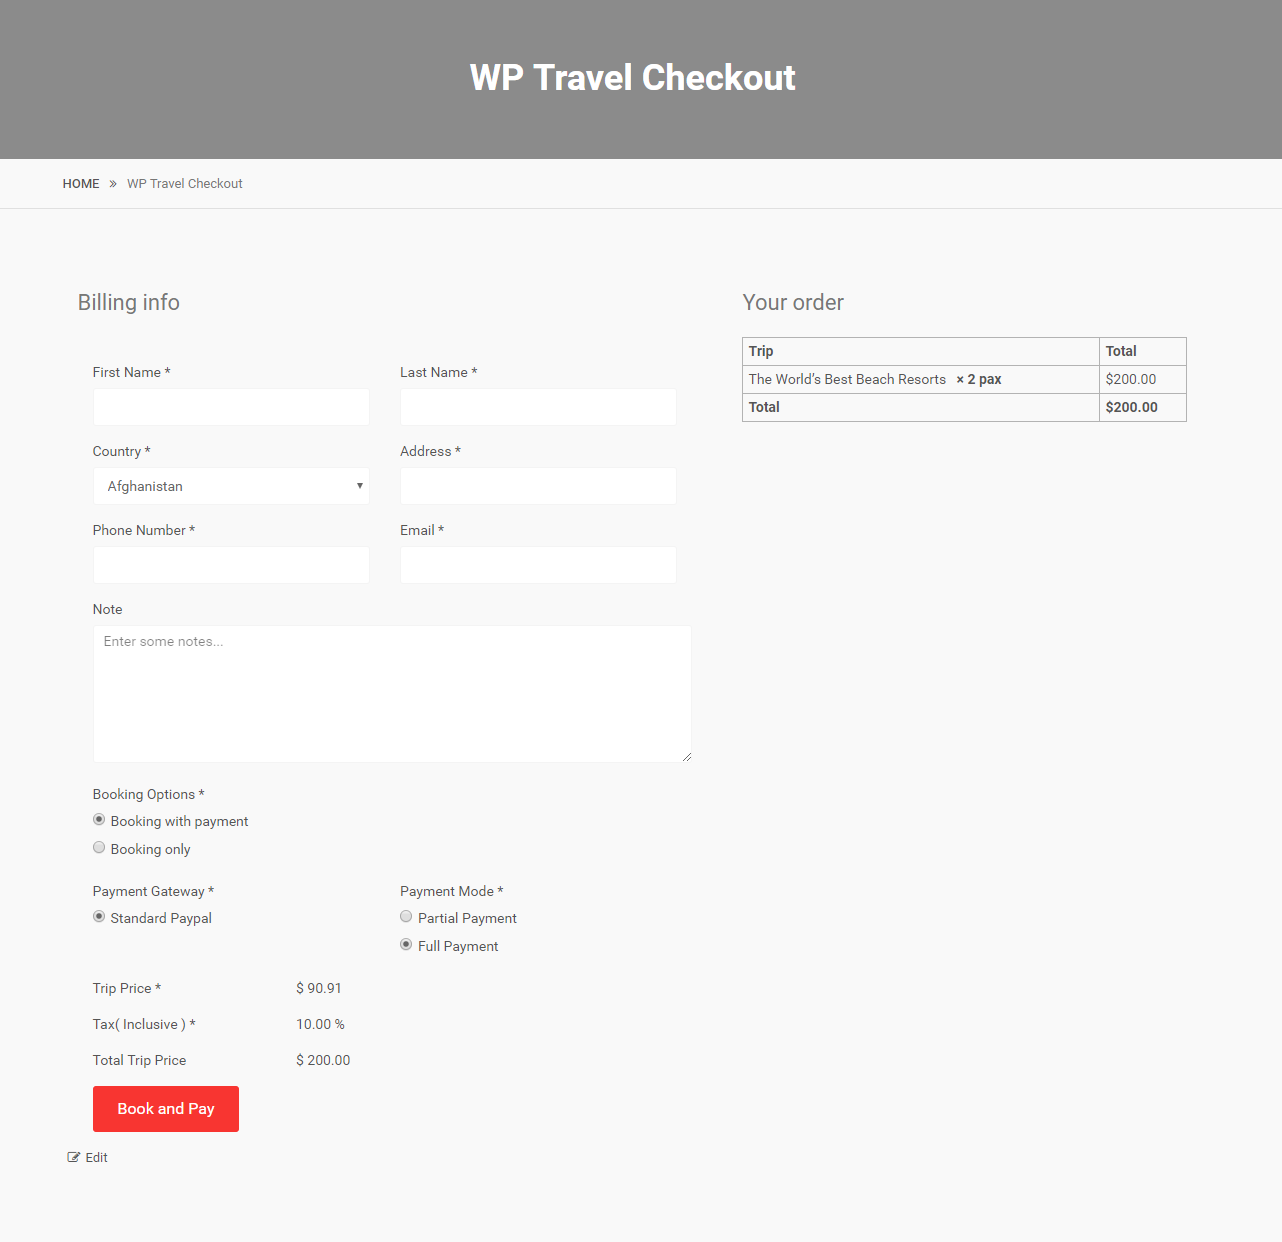 WP Travel Checkout
HOME » WP Travel Checkout
Billing info
First Name *
Last Name *
Country *
Address *
Afghanistan
Phone Number *
Email *
Note
Enter some notes...
Booking Options *
Booking with payment
Booking only
Payment Gateway *
Payment Mode *
Standard Paypal
Partial Payment
Full Payment
Trip Price * $ 90.91
Tax( Inclusive ) * 10.00 %
Total Trip Price $ 200.00
Book and Pay
Edit
Your order
Trip Total
The World’s Best Beach Resorts × 2 pax $200.00
Total $200.00